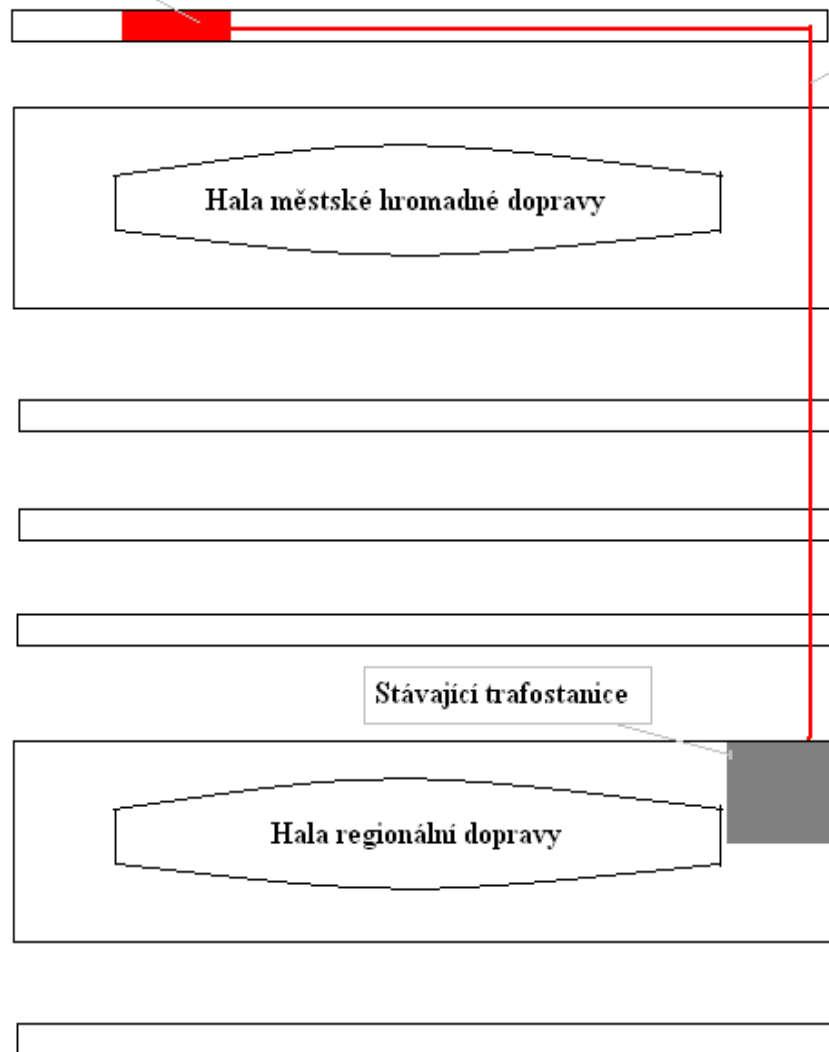 Hala městské hromadné dopravy
Stávající trafostanice
Hala regionální dopravy